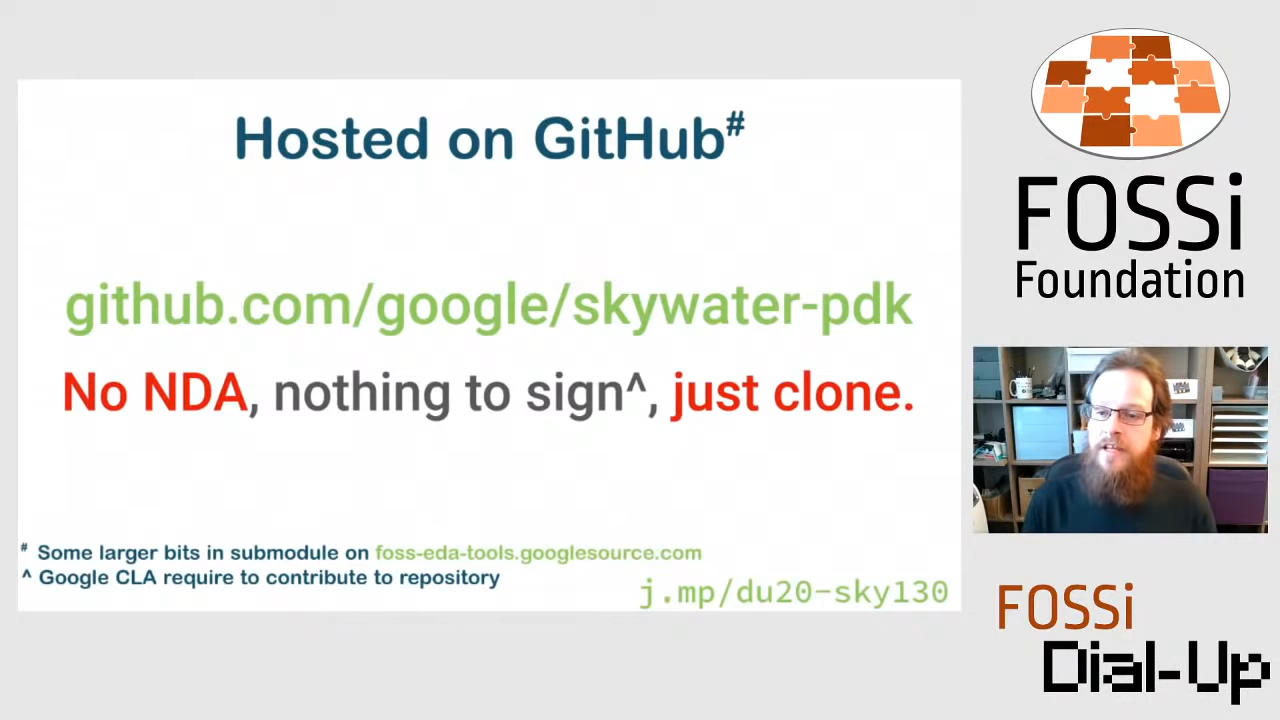 Hosted on GitHub#
github.com/google/skywater-pdk
No NDA, nothing to sign^, just clone.
# Some larger bits in submodule on foss-eda-tools.googlesource.com
^ Google CLA require to contribute to repository
j.mp/du20-sky130
FOSSi
Foundation
FOSSi
Dial-Up